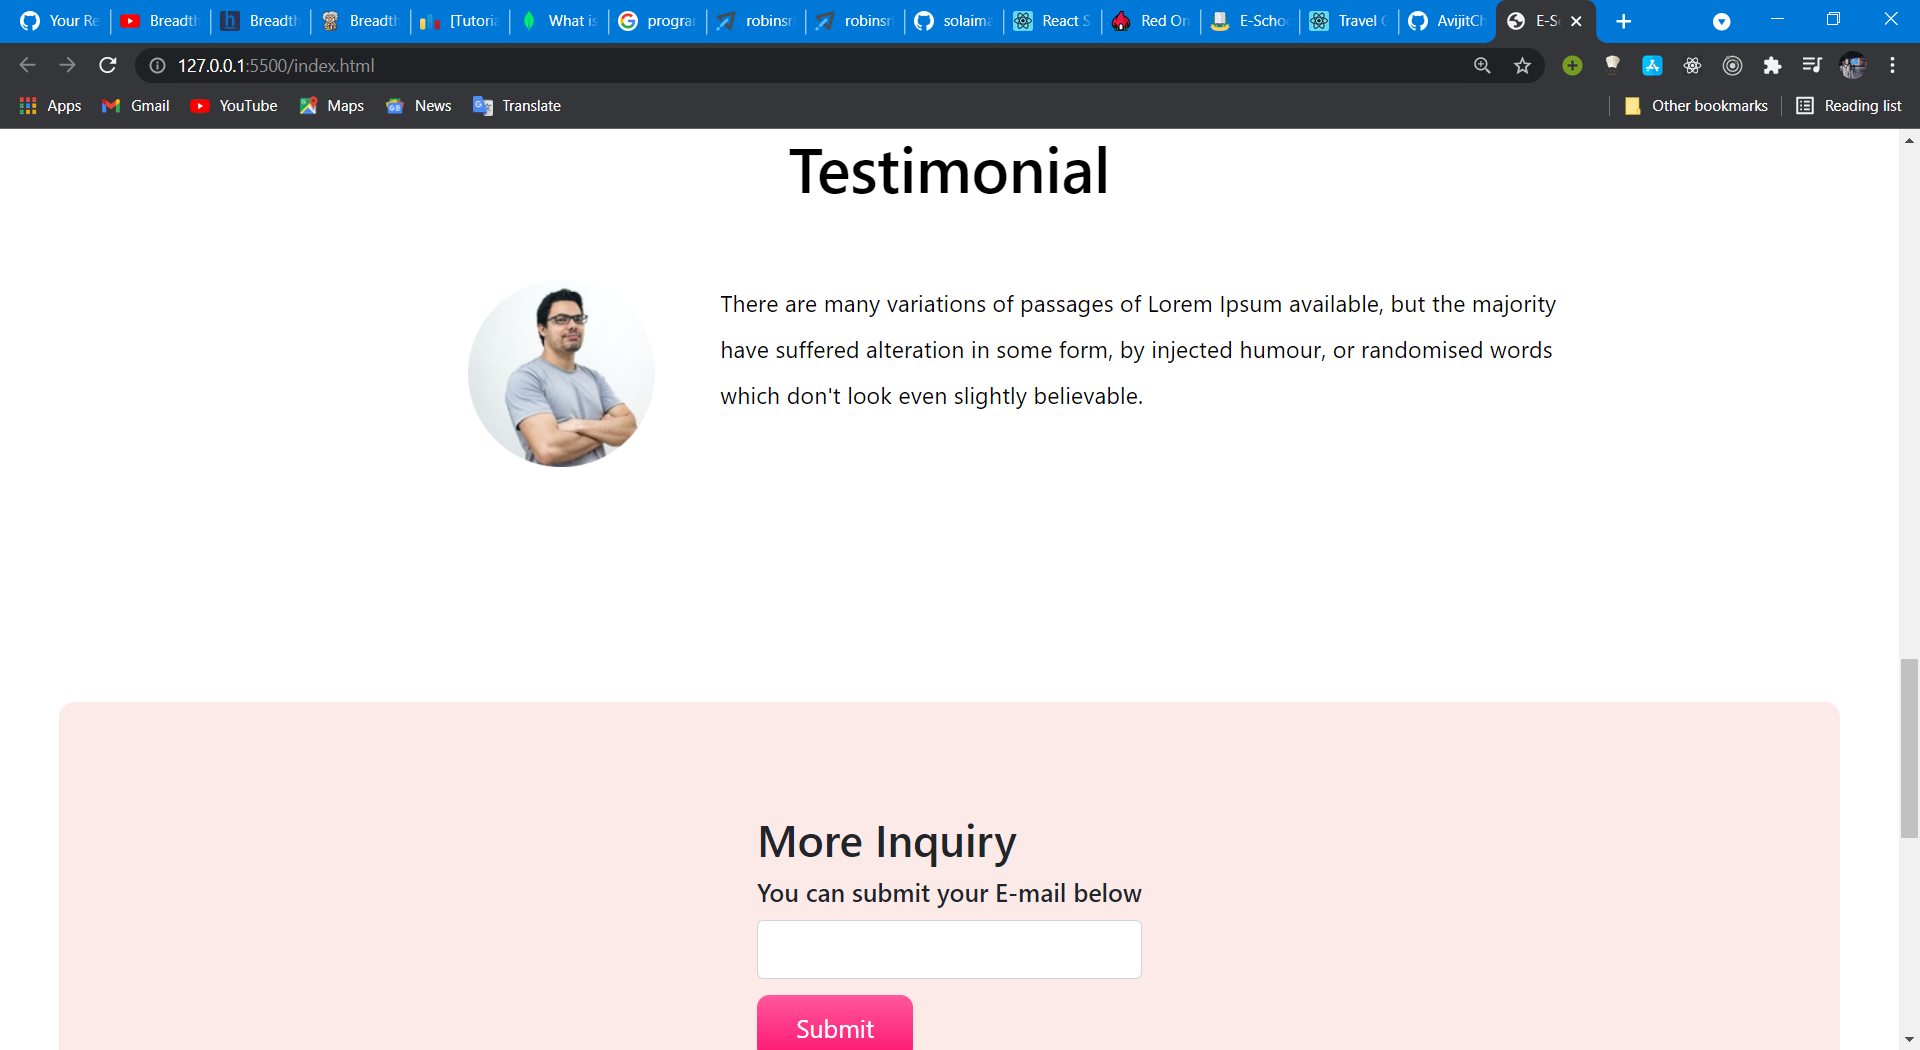 Your Re
Breadth
Breadth
Breadth
[Tutoria
What is
prograr
robinsr
robinsr
solaima
React S
Red On
E-Schoo
Travel
AvijitCh
E-Sc
127.0.0.1:5500/index.html
Apps
Gmail
YouTube
Maps
News
Translate
Other bookmarks
Reading list
Testimonial
There are many variations of passages of Lorem Ipsum available, but the majority
have suffered alteration in some form, by injected humour, or randomised words
which don't look even slightly believable.
More Inquiry
You can submit your E-mail below
Submit